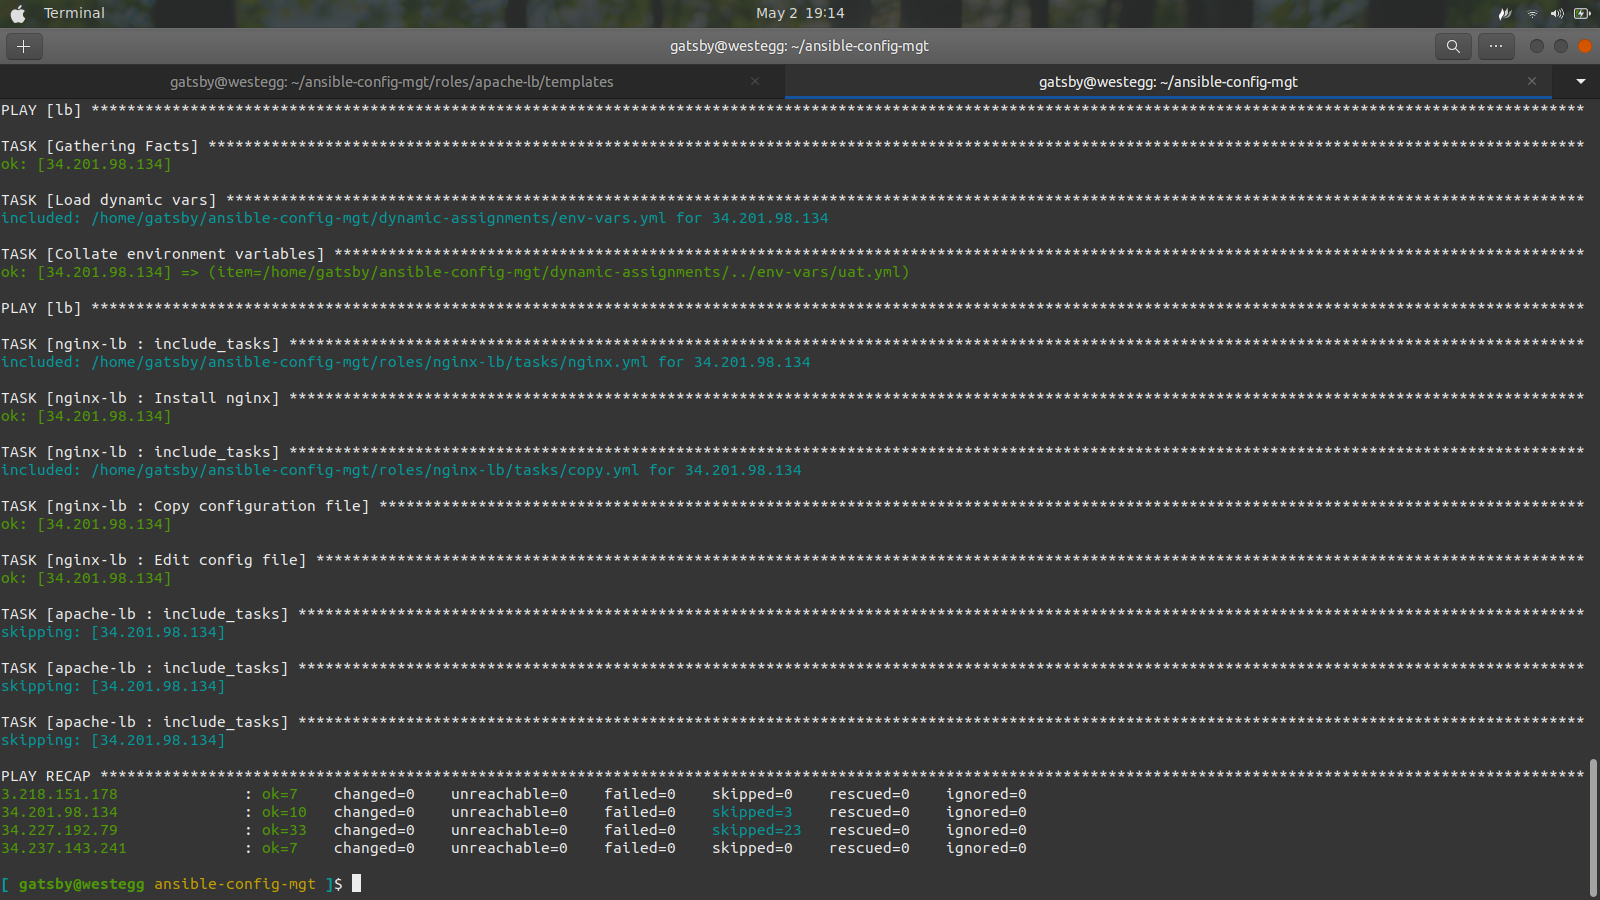 Terminal
May 2 19:14
gatsby@westegg: ~/ansible-config-mgt
gatsby@westegg: ~/ansible-config-mgt/roles/apache-lb/templates
gatsby@westegg: ~/ansible-config-mgt
PLAY [lb] **********************************************************************************************************************************************************************
TASK [Gathering Facts] *********************************************************************************************************************************************************
ok: [34.201.98.134]
TASK [Load dynamic vars] *******************************************************************************************************************************************************
included: /home/gatsby/ansible-config-mgt/dynamic-assignments/env-vars.yml for 34.201.98.134
TASK [Collate environment variables] *******************************************************************************************************************************************
ok: [34.201.98.134] => (item=/home/gatsby/ansible-config-mgt/dynamic-assignments/../env-vars/uat.yml)
PLAY [lb] **********************************************************************************************************************************************************************
TASK [nginx-lb : include_tasks] ************************************************************************************************************************************************
included: /home/gatsby/ansible-config-mgt/roles/nginx-lb/tasks/nginx.yml for 34.201.98.134
TASK [nginx-lb : Install nginx] ************************************************************************************************************************************************
ok: [34.201.98.134]
TASK [nginx-lb : include_tasks] ************************************************************************************************************************************************
included: /home/gatsby/ansible-config-mgt/roles/nginx-lb/tasks/copy.yml for 34.201.98.134
TASK [nginx-lb : Copy configuration file] **************************************************************************************************************************************
ok: [34.201.98.134]
TASK [nginx-lb : Edit config file] *********************************************************************************************************************************************
ok: [34.201.98.134]
TASK [apache-lb : include_tasks] ***********************************************************************************************************************************************
skipping: [34.201.98.134]
TASK [apache-lb : include_tasks] ***********************************************************************************************************************************************
skipping: [34.201.98.134]
TASK [apache-lb : include_tasks] ***********************************************************************************************************************************************
skipping: [34.201.98.134]
PLAY RECAP *********************************************************************************************************************************************************************
3.218.151.178              : ok=7    changed=0    unreachable=0    failed=0    skipped=0    rescued=0    ignored=0
34.201.98.134              : ok=10   changed=0    unreachable=0    failed=0    skipped=3    rescued=0    ignored=0
34.227.192.79              : ok=33   changed=0    unreachable=0    failed=0    skipped=23   rescued=0    ignored=0
34.237.143.241             : ok=7    changed=0    unreachable=0    failed=0    skipped=0    rescued=0    ignored=0
[ gatsby@westegg ansible-config-mgt ]$